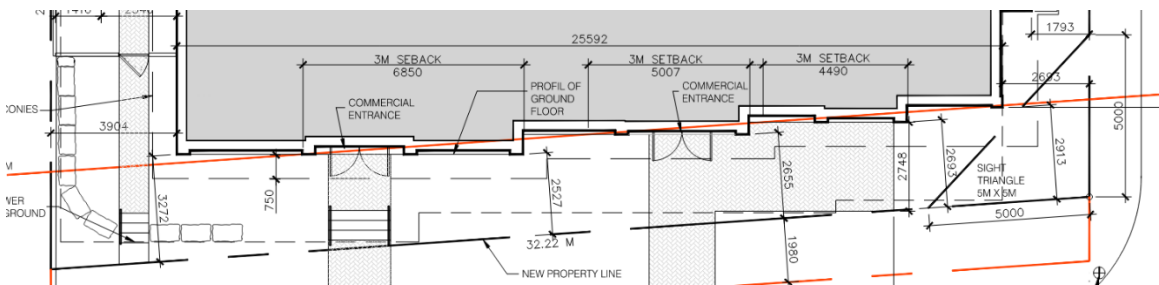 1793
25592
3M SEBACK
6850
3M SETBACK
5007
3M SETBACK
4490
2693
COMMERCIAL
ENTRANCE
PROFIL OF
GROUND
FLOOR
COMMERCIAL
ENTRANCE
ONIES
5000
3904
M
750
3272
2527
2655
2748
2693
2913
SIGHT
TRIANGLE
5M X 5M
WER
GROUND
5000
32.22 M
1980
NEW PROPERTY LINE